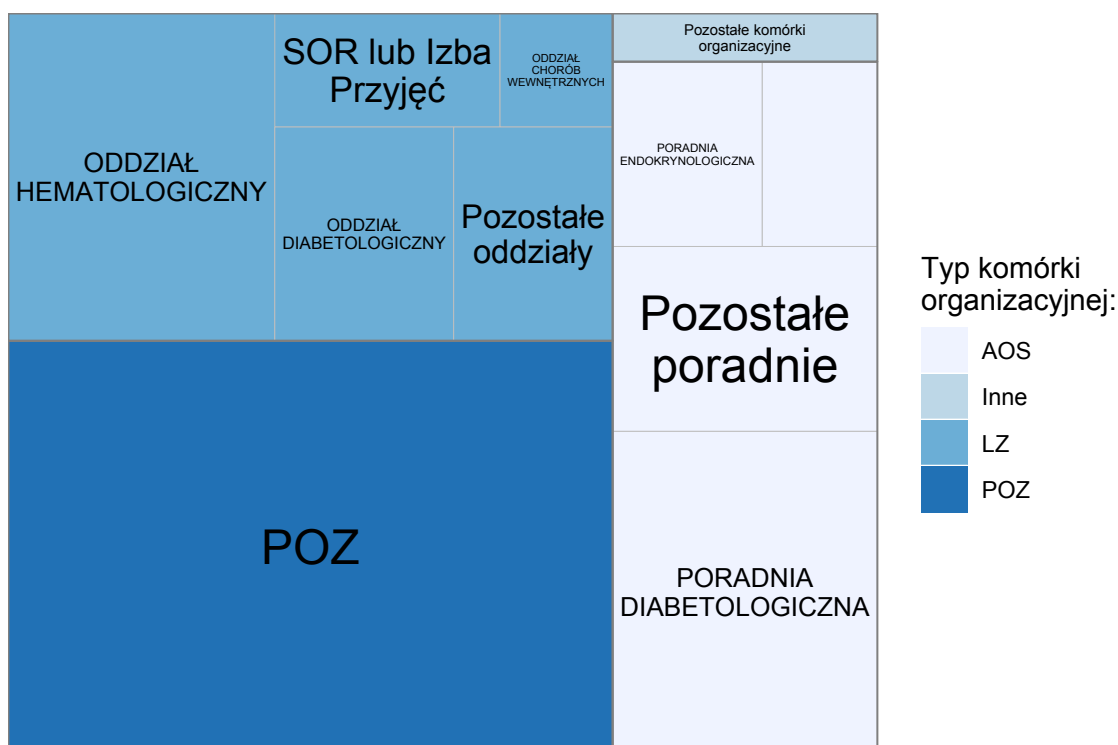 SOR lub Izba
Przyjęć
ODDZIAŁ
CHORÓB
WEWNĘTRZNYCH
Pozostałe komórki
organizacyjne
ODDZIAŁ
HEMATOLOGICZNY
ODDZIAŁ
DIABETOLOGICZNY
Pozostałe
oddziały
PORADNIA
ENDOKRYNOLOGICZNA
Pozostałe
poradnie
POZ
PORADNIA
DIABETOLOGICZNA
Typ komórki
organizacyjnej:
AOS
Inne
LZ
POZ